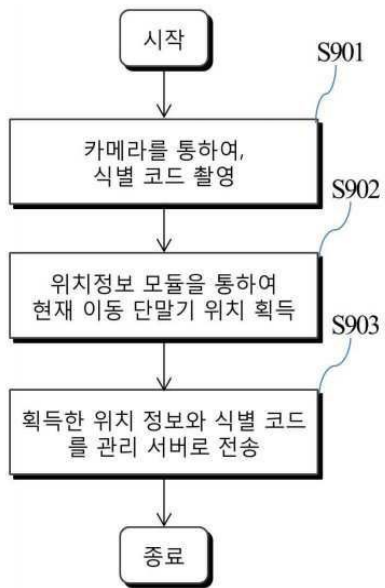 시작
S901
카메라를 통하여,
식별 코드 촬영
S902
위치정보 모듈을 통하여
현재 이동 단말기 위치 획득
S903
획득한 위치 정보와 식별 코드
를 관리 서버로 전송
종료